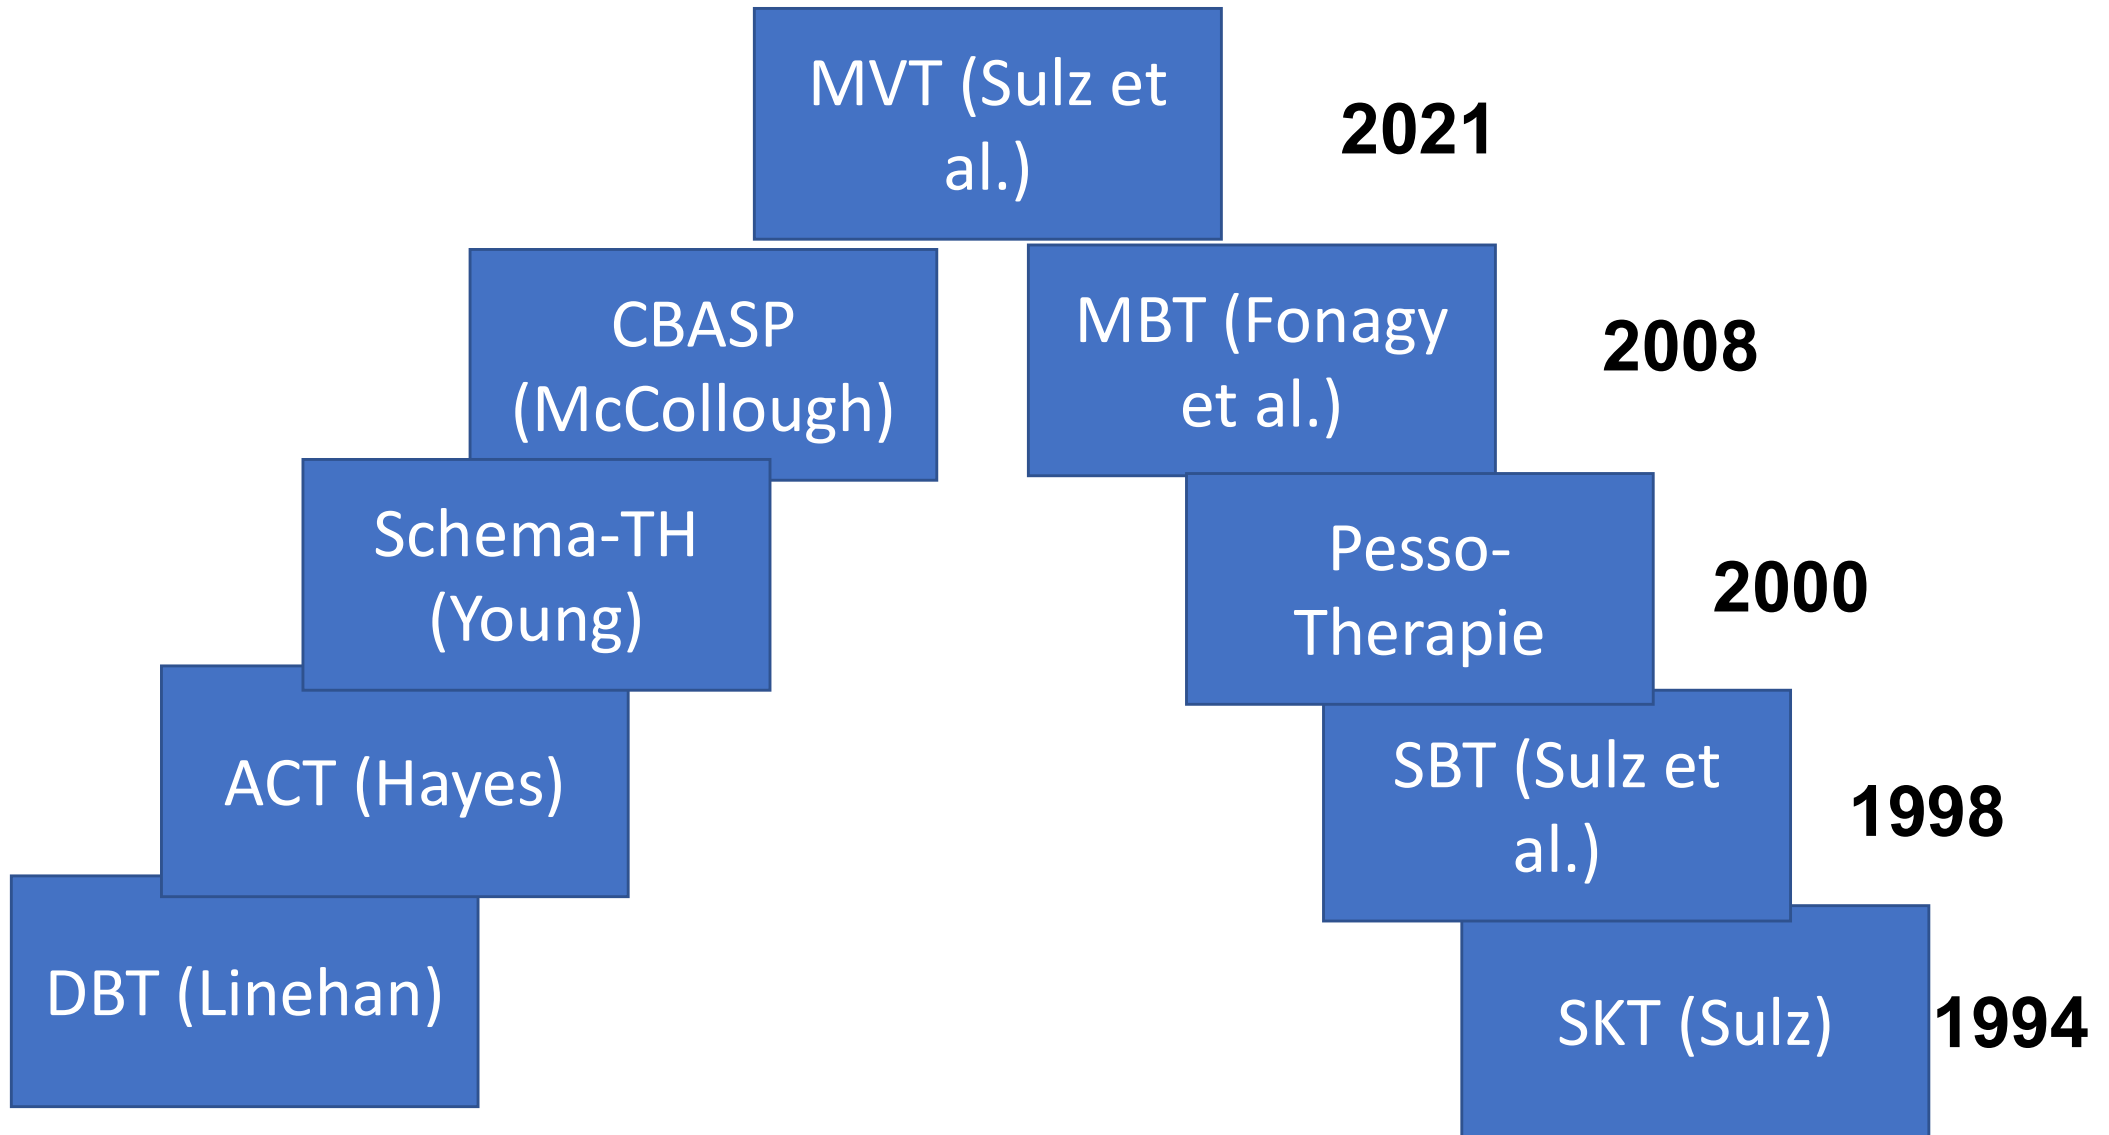 MVT (Sulz et
al.)
2021
CBASP
(McCollough)
MBT (Fonagy
et al.)
2008
Schema-TH
(Young)
Pesso-
Therapie
2000
ACT (Hayes)
SBT (Sulz et
al.)
1998
DBT (Linehan)
SKT (Sulz)
1994